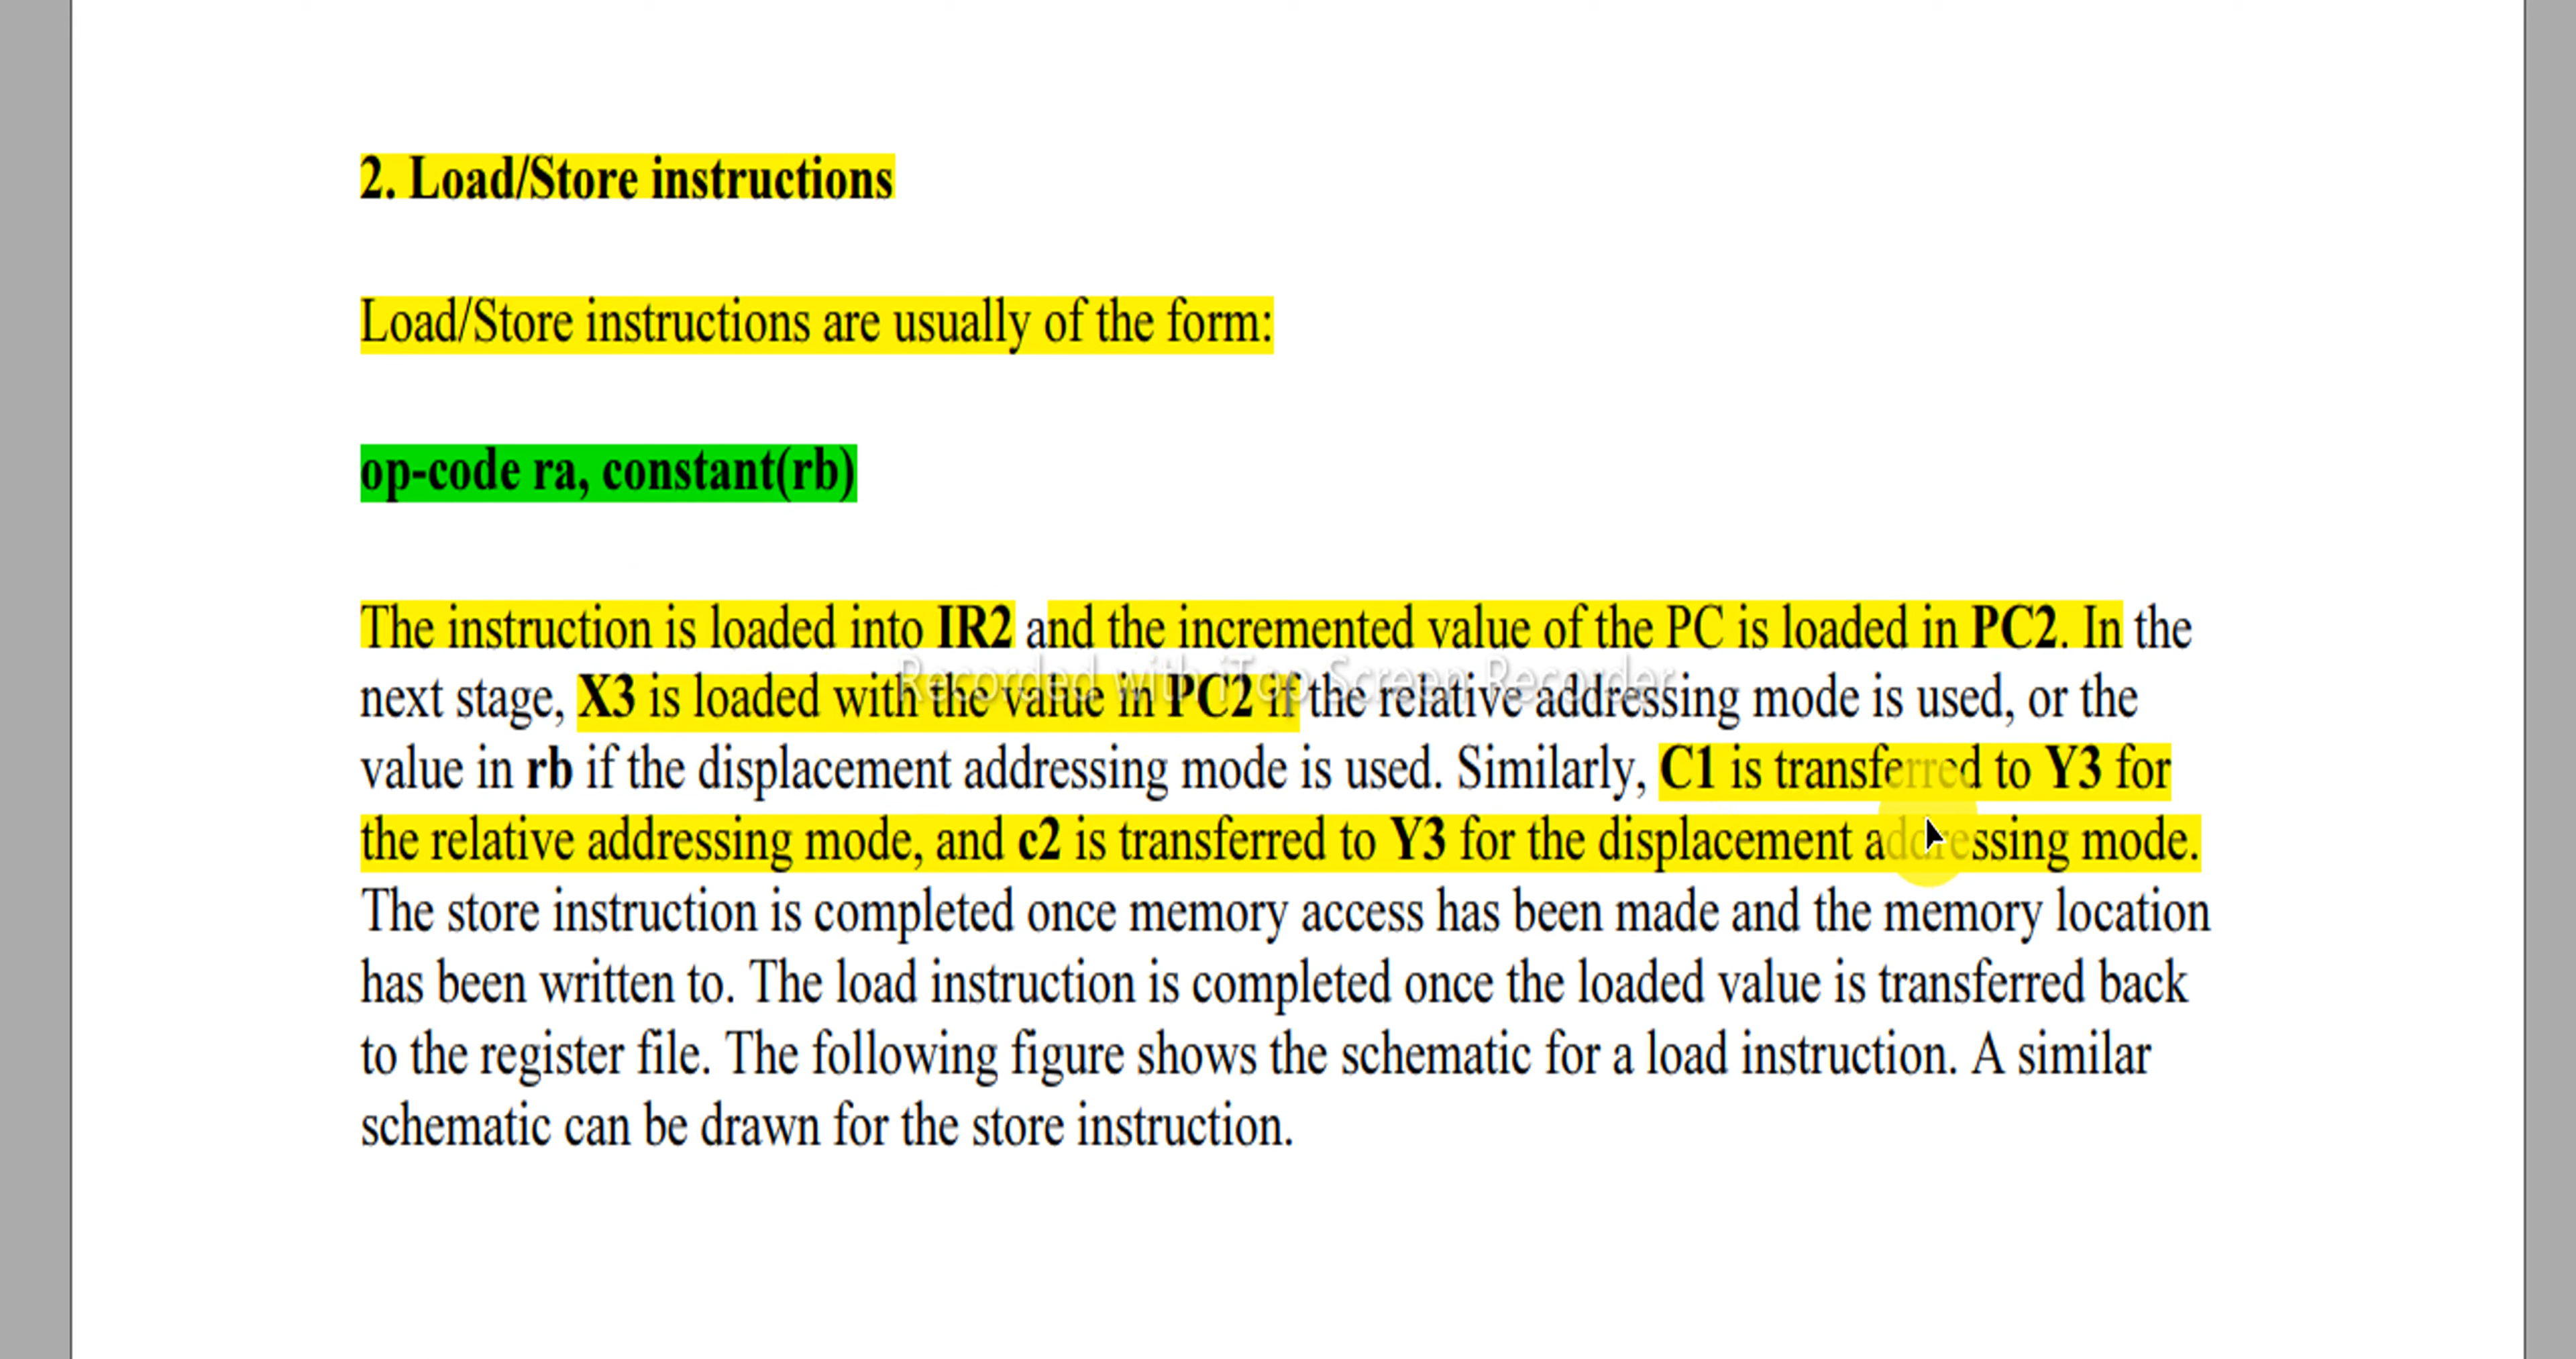 2. Load/Store instructions
Load/Store instructions are usually of the form:
op-code ra, constant(rb)
The instruction is loaded into IR2 and the incremented value of the PC is loaded in PC2. In the
Recorded with iTop Screen Recorder
next stage, X3 is loaded with the value in PC2 if the relative addressing mode is used, or the
value in rb if the displacement addressing mode is used. Similarly, C1 is transferred to Y3 for
the relative addressing mode, and c2 is transferred to Y3 for the displacement addressing mode.
The store instruction is completed once memory access has been made and the memory location
has been written to. The load instruction is completed once the loaded value is transferred back
to the register file. The following figure shows the schematic for a load instruction. A similar
schematic can be drawn for the store instruction.